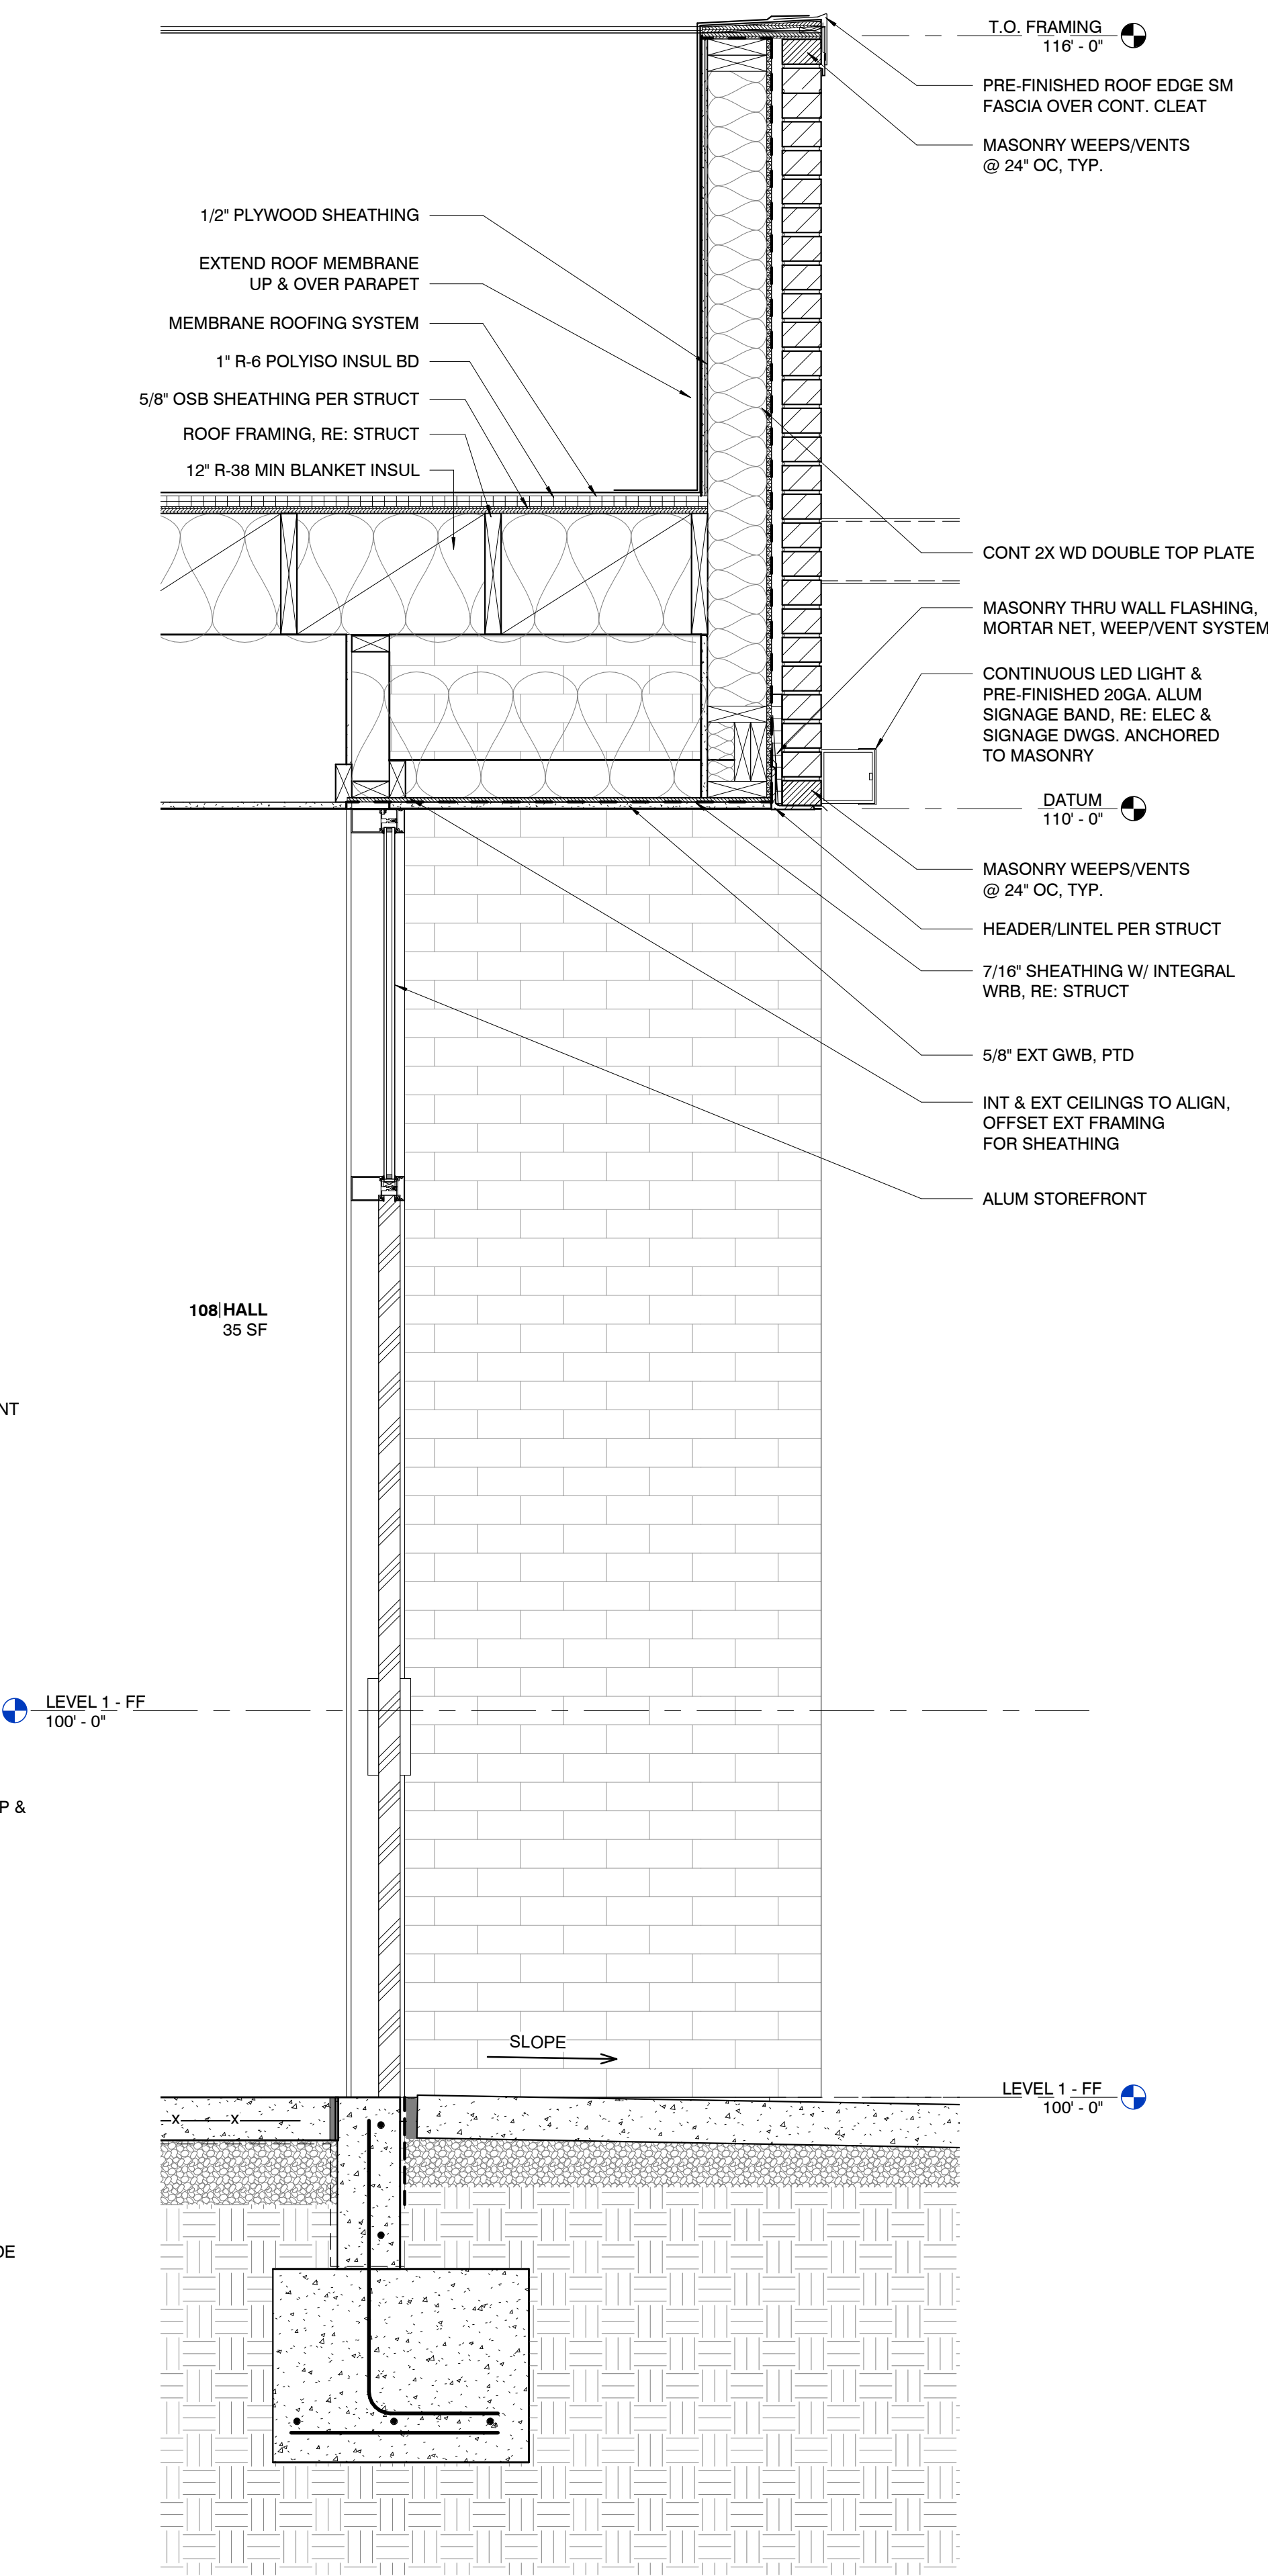 T.O. FRAMING
116' - 0"
PRE-FINISHED ROOF EDGE SM
FASCIA OVER CONT. CLEAT
MASONRY WEEPS/VENTS
@ 24" OC, TYP.
1/2" PLYWOOD SHEATHING
EXTEND ROOF MEMBRANE
UP & OVER PARAPET
MEMBRANE ROOFING SYSTEM
1" R-6 POLYISO INSUL BD
5/8" OSB SHEATHING PER STRUCT
ROOF FRAMING, RE: STRUCT
12" R-38 MIN BLANKET INSUL
CONT 2X WD DOUBLE TOP PLATE
MASONRY THRU WALL FLASHING,
MORTAR NET, WEEP/VENT SYSTEM
CONTINUOUS LED LIGHT &
PRE-FINISHED 20GA. ALUM
SIGNAGE BAND, RE: ELEC &
SIGNAGE DWGS. ANCHORED
TO MASONRY
DATUM
110' - 0"
MASONRY WEEPS/VENTS
@ 24" OC, TYP.
HEADER/LINTEL PER STRUCT
7/16" SHEATHING W/ INTEGRAL
WRB, RE: STRUCT
5/8" EXT GWB, PTD
INT & EXT CEILINGS TO ALIGN,
OFFSET EXT FRAMING
FOR SHEATHING
ALUM STOREFRONT
108|HALL
35 SF
NT
LEVEL 1 - FF
100' - 0"
P &
SLOPE
LEVEL 1 - FF
100' - 0"
X X
DE